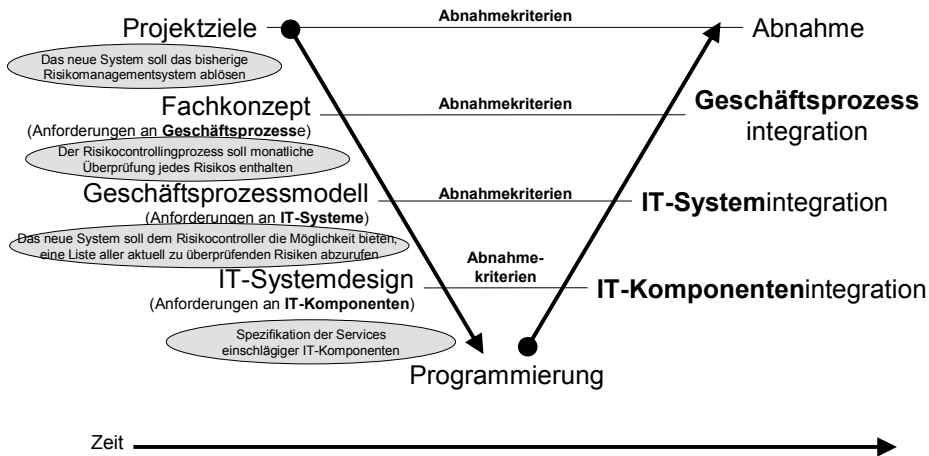 Abnahmekriterien
Projektziele
Abnahme
Das neue System soll das bisherige
Risikomanagementsystem ablösen
Fachkonzept
Abnahmekriterien
Geschäftsprozess
integration
(Anforderungen an Geschäftsprozesse)
Der Risikocontrollingprozess soll monatliche
Überprüfung jedes Risikos enthalten
Geschäftsprozessmodell
Abnahmekriterien
IT-Systemintegration
(Anforderungen an IT-Systeme)
Das neue System soll dem Risikocontroller die Möglichkeit bieten,
eine Liste aller aktuell zu überprüfenden Risiken abzurufen
Abnahme-
kriterien
IT-Systemdesign
IT-Komponentenintegration
(Anforderungen an IT-Komponenten)
Spezifikation der Services
einschlägiger IT-Komponenten
Programmierung
Zeit